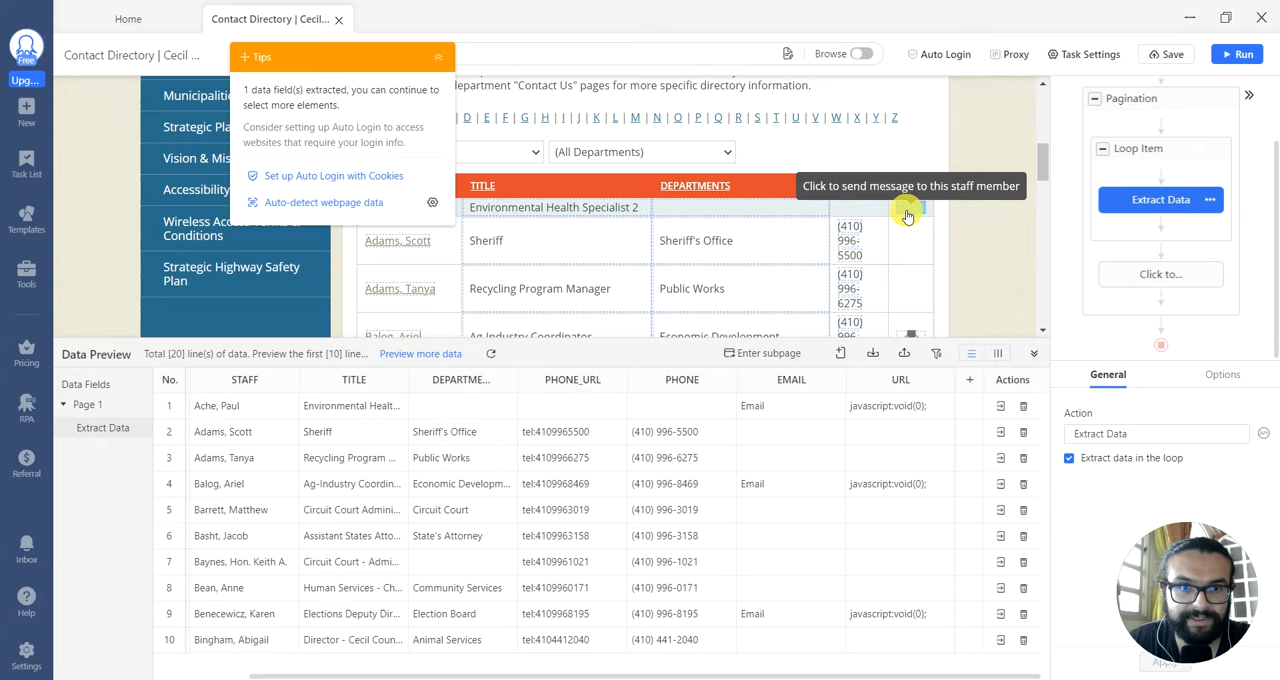 Home
Contact Directory | Cecil...
Free
Upg...
New
Task List
Templates
Tools
Pricing
RPA
Referral
Inbox
Help
Settings
Contact Directory | Cecil ...
Browse
Auto Login
Proxy
Task Settings
Save
Run
Tips
1 data field(s) extracted, you can continue to
select more elements.
Consider setting up Auto Login to access
websites that require your login info.
Set up Auto Login with Cookies
Auto-detect webpage data
Strategic Pla
Vision & Mis
Accessibility
Wireless Access Terms &
Conditions
Strategic Highway Safety
Plan
epartment "Contact Us" pages for more specific directory information.
D E F G H I J K L M N O P Q R S T U V W X Y Z
(All Departments)
TITLE DEPARTMENTS
Click to send message to this staff member
Environmental Health Specialist 2
Adams, Scott Sheriff Sheriff's Office (410)
996-
5500
Adams, Tanya Recycling Program Manager Public Works (410)
996-
6275
Balog, Ariel Ag Industry Coordinator Economic Development (410)
996-
Pagination
Loop Item
Extract Data
Click to...
Data Preview Total [20] line(s) of data. Preview the first [10] line... Preview more data
Enter subpage
Data Fields
Page 1
Extract Data
No. STAFF TITLE DEPARTME... PHONE_URL PHONE EMAIL URL + Actions
1 Ache, Paul Environmental Healt... Email javascript:void(0);
2 Adams, Scott Sheriff Sheriff's Office tel:4109965500 (410) 996-5500
3 Adams, Tanya Recycling Program ... Public Works tel:4109966275 (410) 996-6275
4 Balog, Ariel Ag-Industry Coordin... Economic Developm... tel:4109968469 (410) 996-8469 Email javascript:void(0);
5 Barrett, Matthew Circuit Court Admini... Circuit Court tel:4109963019 (410) 996-3019
6 Basht, Jacob Assistant States Atto... State's Attorney tel:4109963158 (410) 996-3158
7 Baynes, Hon. Keith A. Circuit Court - Admi... tel:4109961021 (410) 996-1021
8 Bean, Anne Human Services - Ch... Community Services tel:4109960171 (410) 996-0171
9 Benecewicz, Karen Elections Deputy Dir... Election Board tel:4109968195 (410) 996-8195 Email javascript:void(0);
10 Bingham, Abigail Director - Cecil Coun... Animal Services tel:4104412040 (410) 441-2040
General Options
Action
Extract Data
Extract data in the loop
Apply